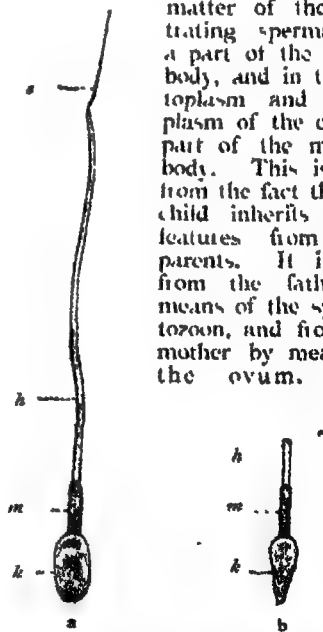 matter of the
trating sperma
a part of the
body, and in t
toplasm and
plasm of the c
part of the m
body. This is
from the fact th
child inherits
features from
parents. It i
from the fath
means of the s
tozoon, and fro
mother by mea
the ovum.
s
h
m
k
a
h
m
k
b